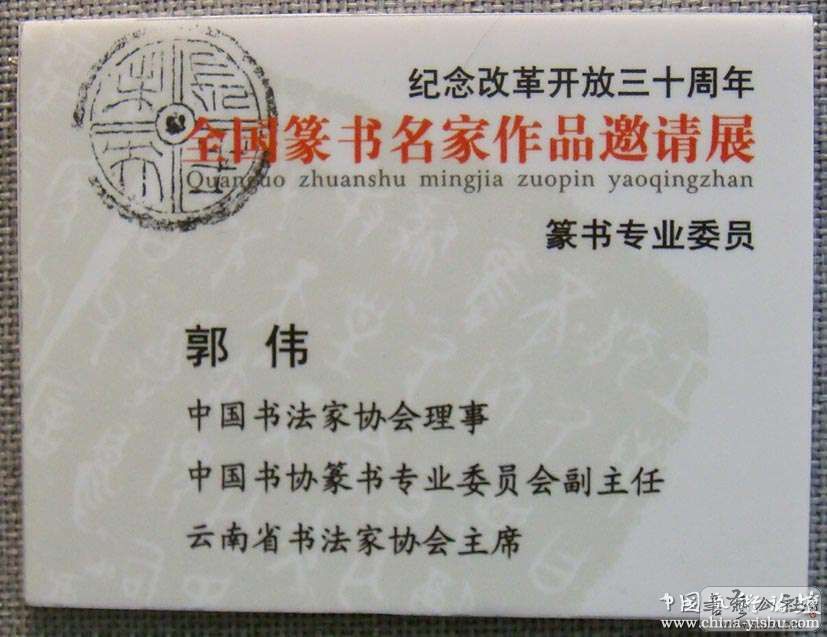 纪念改革开放三十周年
全国篆书名家作品邀请展
Quanguo zhuanshu mingjia zuopin yaoqingzhan
篆书专业委员
郭 伟
中国书法家协会理事
中国书协篆书专业委员会副主任
云南省书法家协会主席
www.china-yishu.com